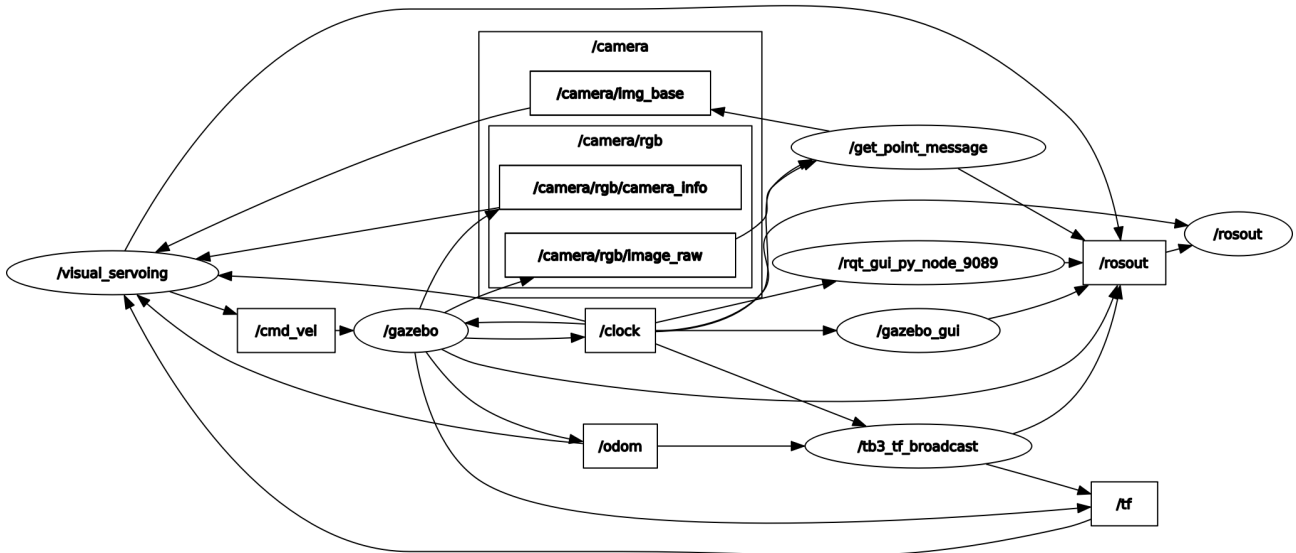 /camera
/camera/img_base
/camera/rgb
/get_point_message
/camera/rgb/camera_info
/rosout
/camera/rgb/image_raw
/rqt_gui_py_node_9089
/rosout
/visual_servoing
/cmd_vel
/gazebo
/clock
/gazebo_gui
/odom
/tb3_tf_broadcast
/tf